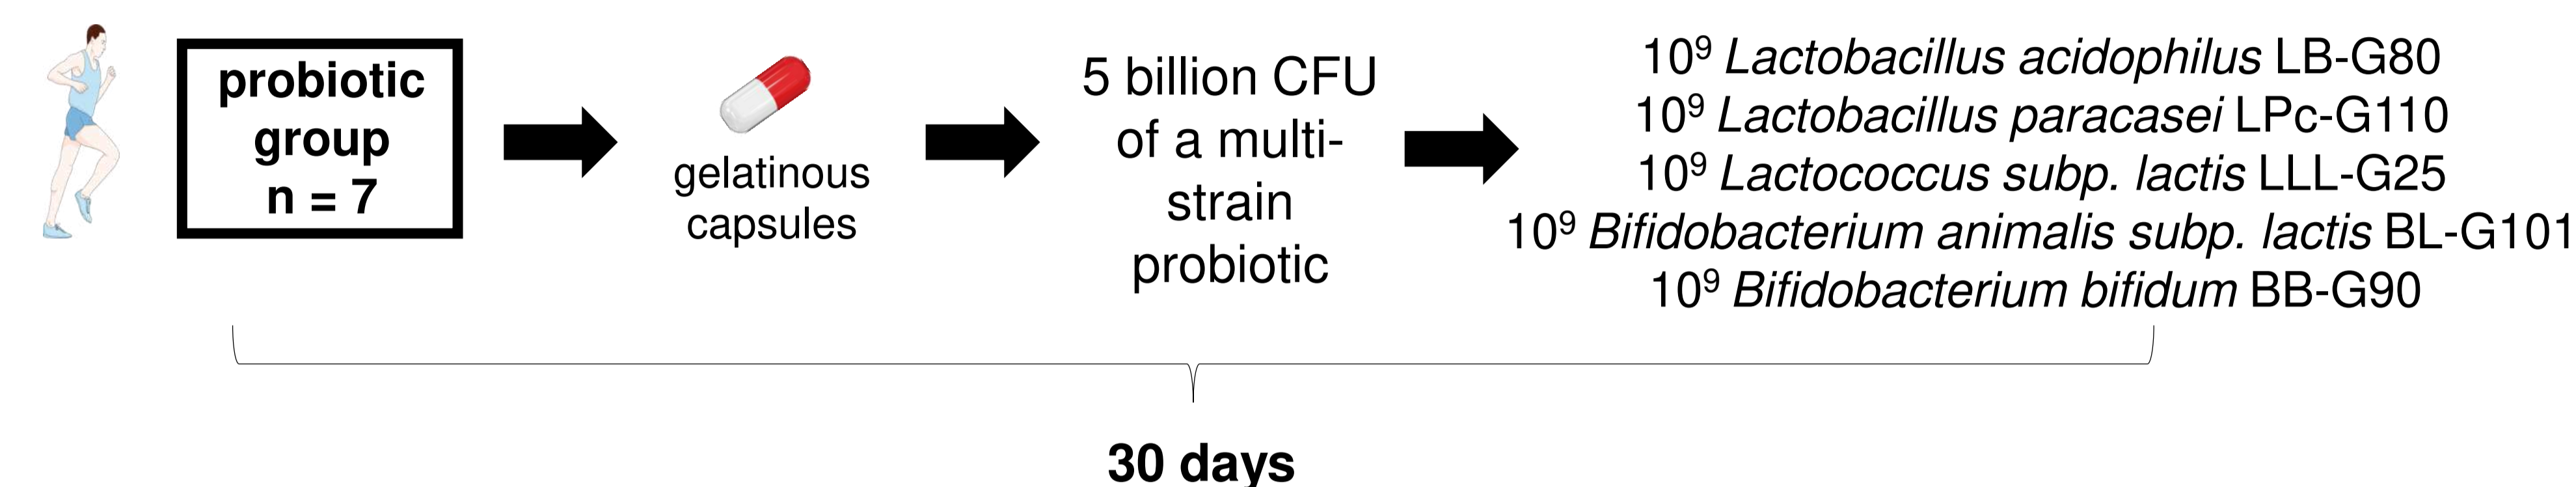 probiotic
group
n = 7
gelatinous
capsules
5 billion CFU
of a multi-
strain
probiotic
10⁹ Lactobacillus acidophilus LB-G80
10⁹ Lactobacillus paracasei LPc-G110
10⁹ Lactococcus subp. lactis LLL-G25
10⁹ Bifidobacterium animalis subp. lactis BL-G101
10⁹ Bifidobacterium bifidum BB-G90
30 days